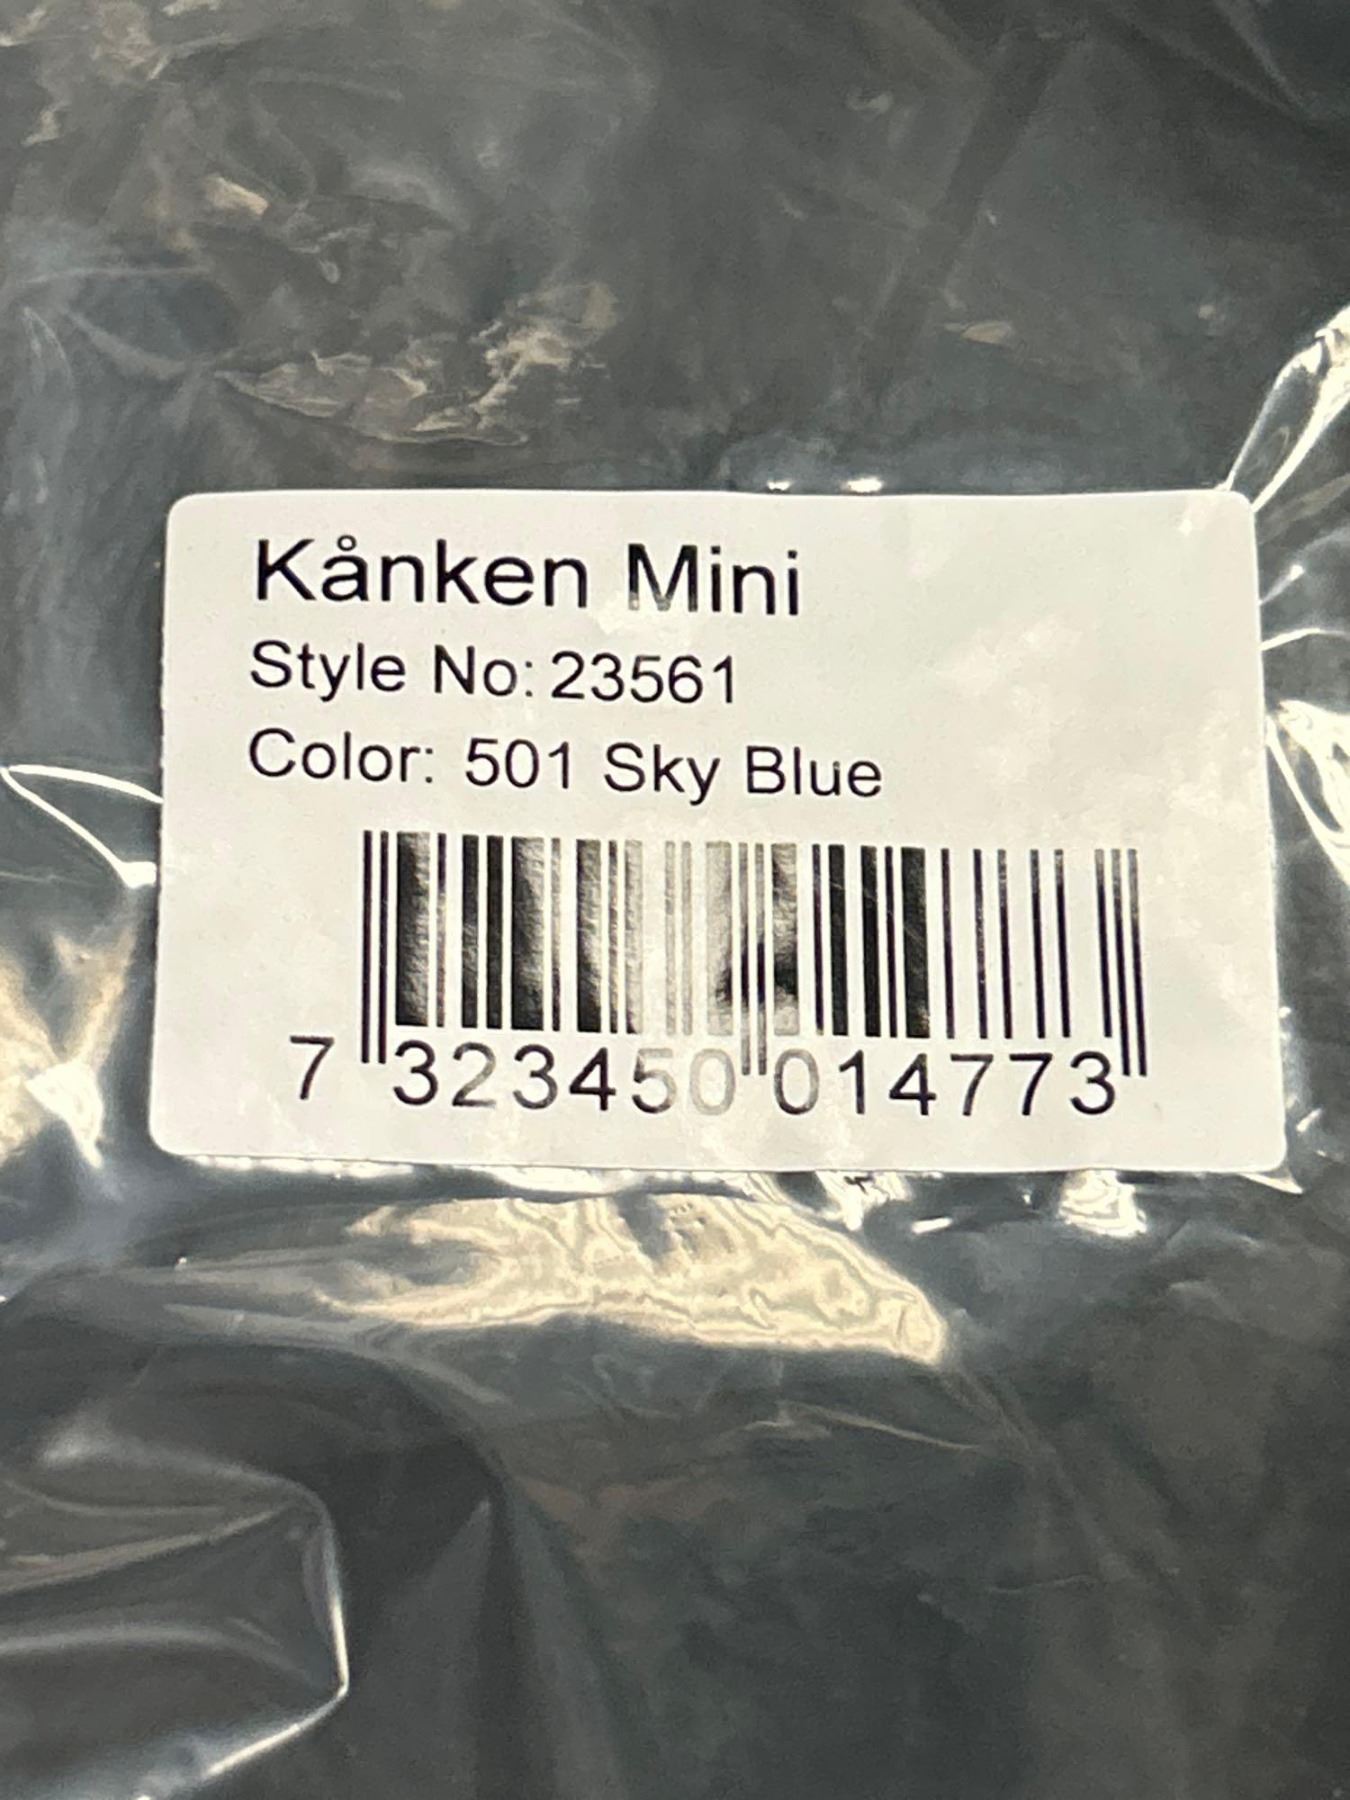 Kånken Mini
Style No: 23561
Color: 501 Sky Blue
7 323450 014773